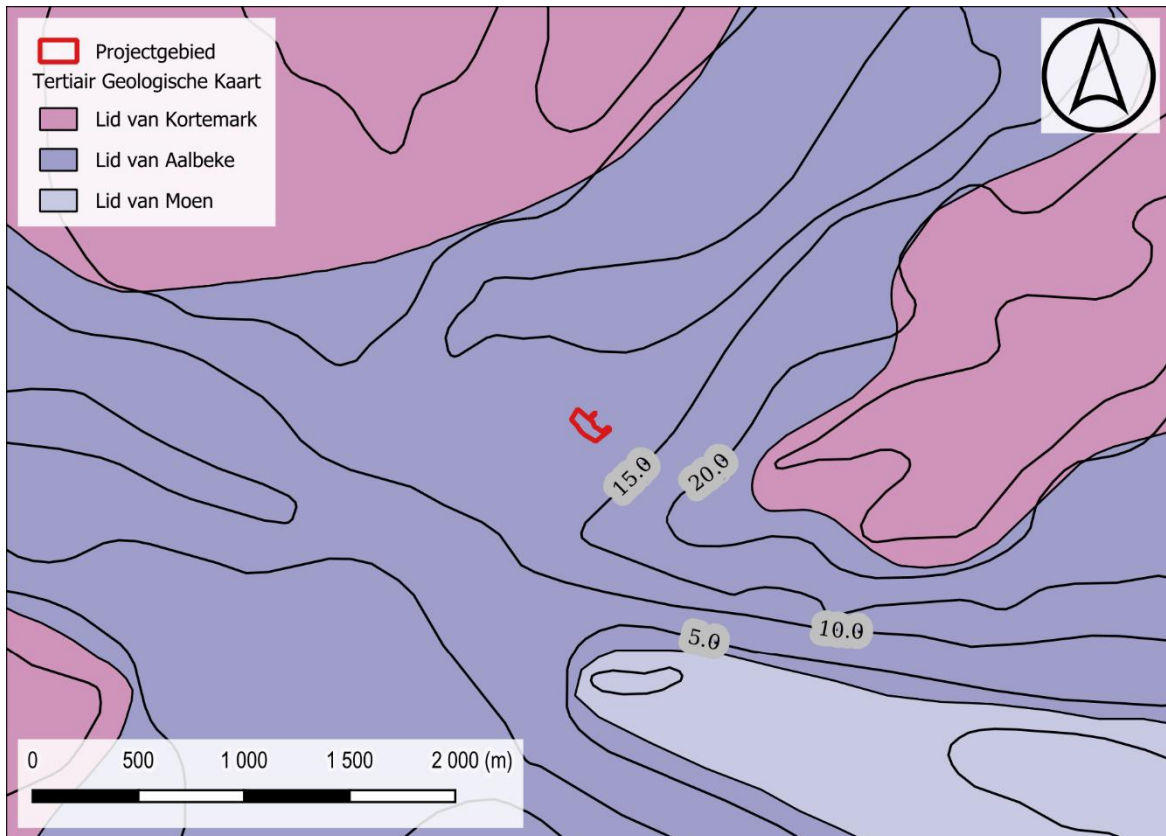 Projectgebied
Tertiair Geologische Kaart
Lid van Kortemark
Lid van Aalbeke
Lid van Moen
15.0
20.0
10.0
5.0
0 500 1 000 1 500 2 000 (m)